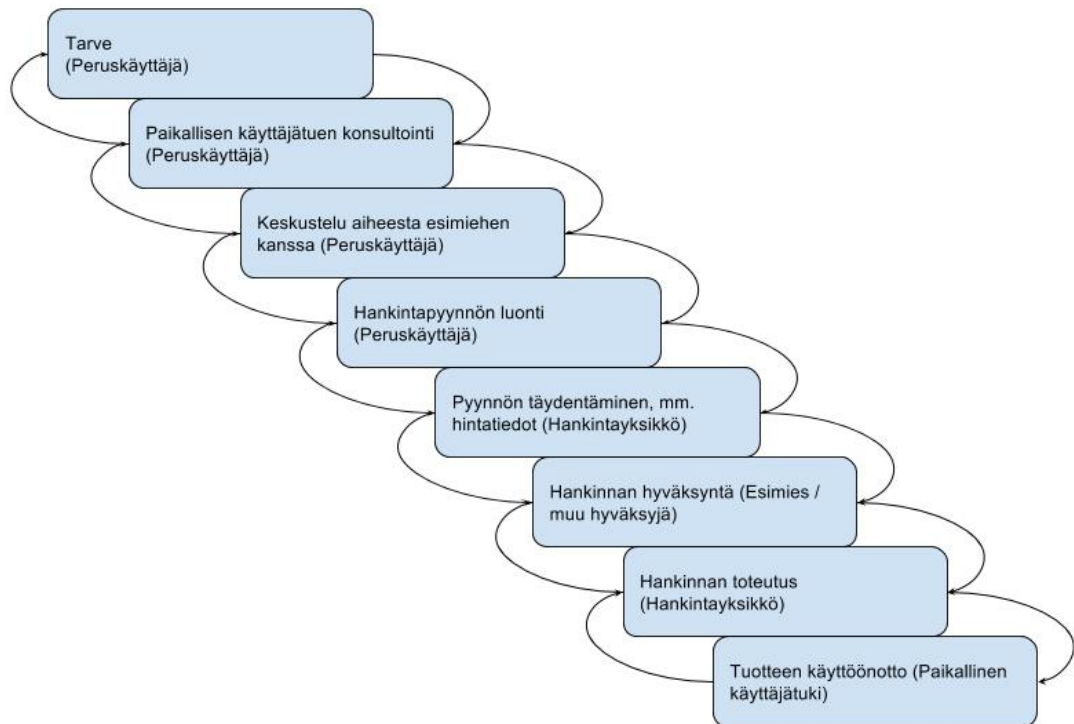 Tarve
(Peruskäyttäjä)
Paikallisen käyttäjätuen konsultointi
(Peruskäyttäjä)
Keskustelu aiheesta esimiehen
kanssa (Peruskäyttäjä)
Hankintapyynnön luonti
(Peruskäyttäjä)
Pyynnön täydentäminen, mm.
hintatiedot (Hankintayksikkö)
Hankinnan hyväksyntä (Esimies /
muu hyväksyjä)
Hankinnan toteutus
(Hankintayksikkö)
Tuotteen käyttöönotto (Paikallinen
käyttäjätuki)